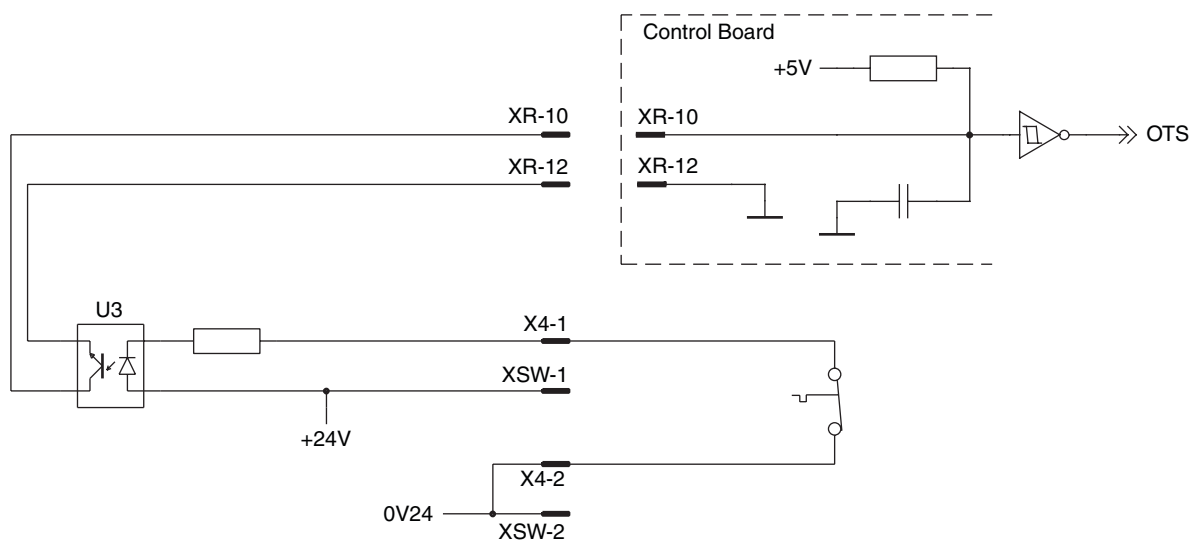 Control Board
+5V
XR-10
XR-10
OTS
XR-12
XR-12
U3
X4-1
XSW-1
+24V
X4-2
0V24
XSW-2